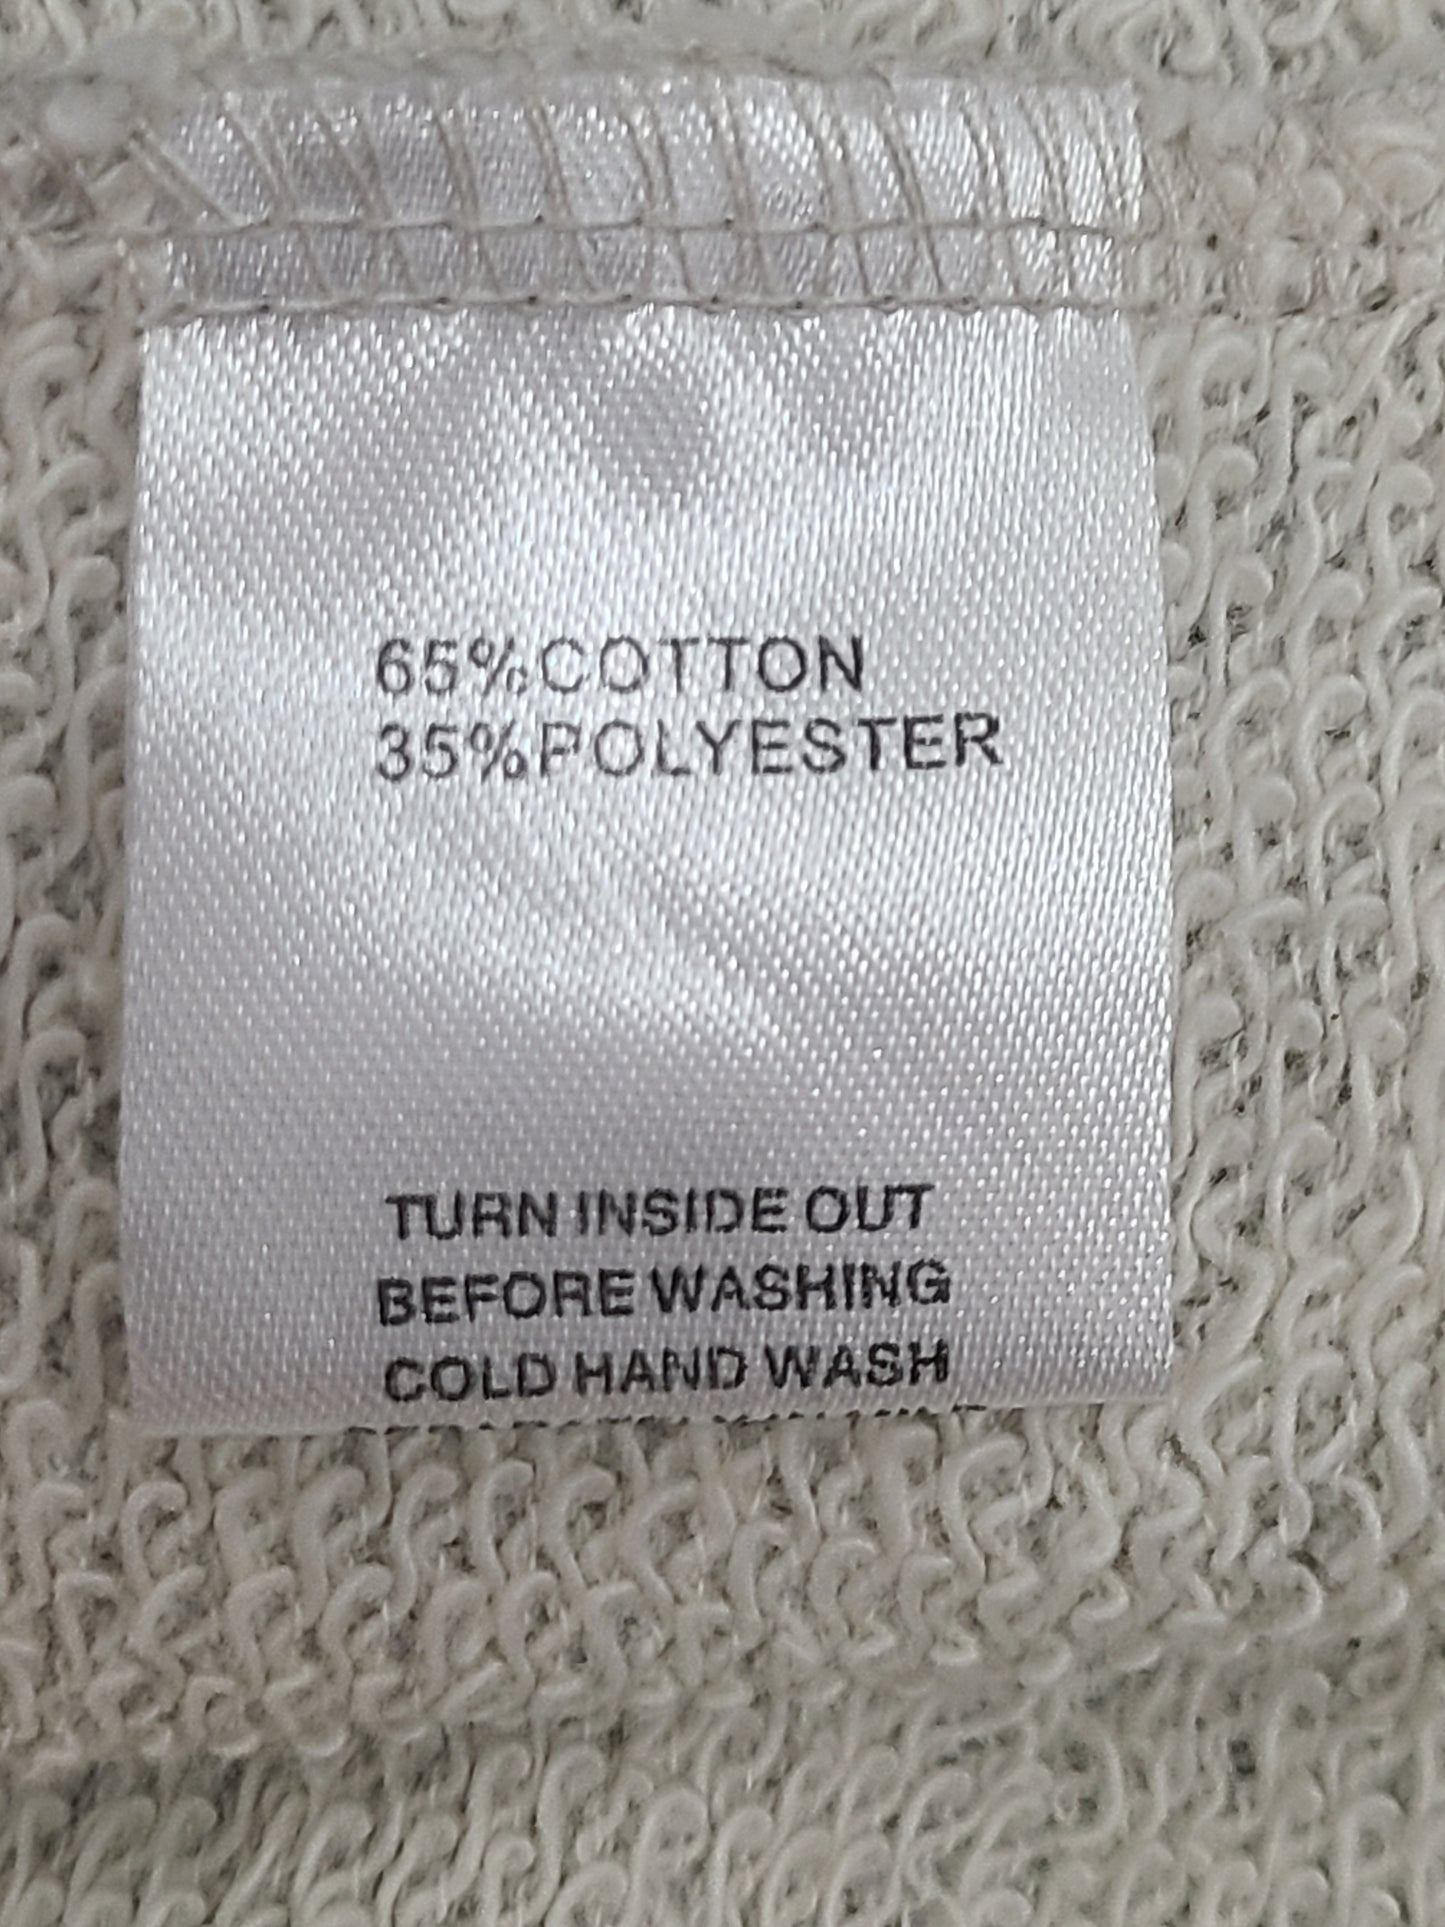 65%COTTON
35%POLYESTER
TURN INSIDE OUT
BEFORE WASHING
COLD HAND WASH